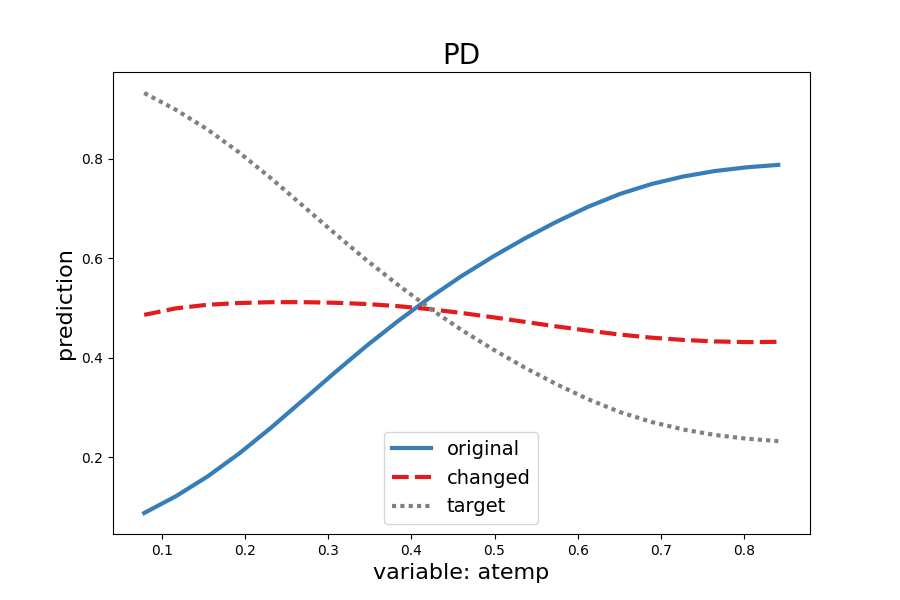 PD
prediction
0.8
0.6
0.4
0.2
original
changed
target
0.1 0.2 0.3 0.4 0.5 0.6 0.7 0.8
variable: atemp